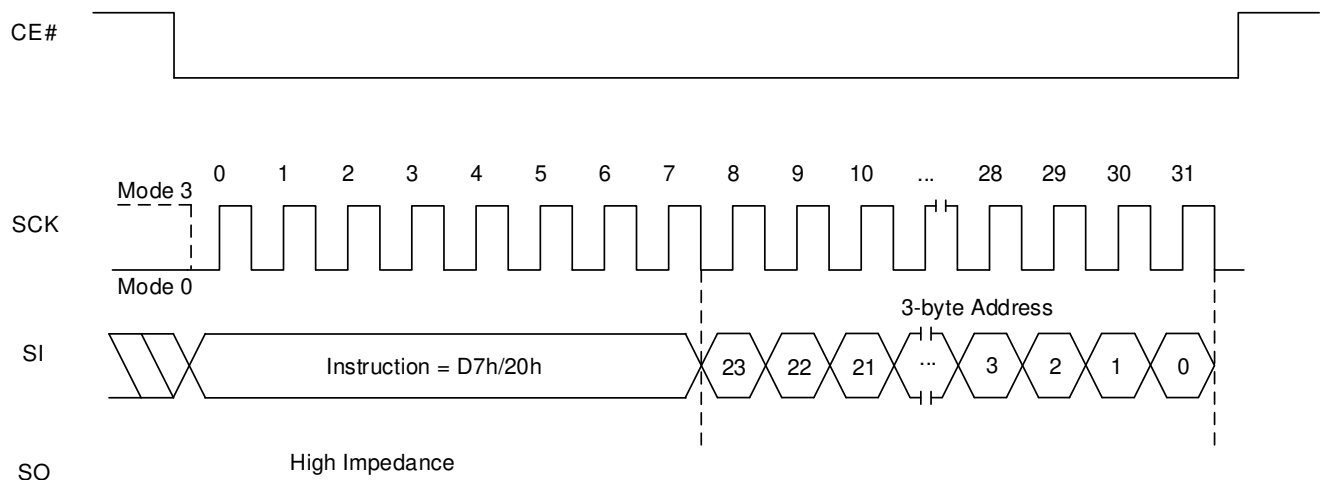 CE#
0 1 2 3 4 5 6 7 8 9 10 ... 28 29 30 31
Mode 3
SCK
Mode 0
3-byte Address
SI
Instruction = D7h/20h
23 22 21 ... 3 2 1 0
High Impedance
SO